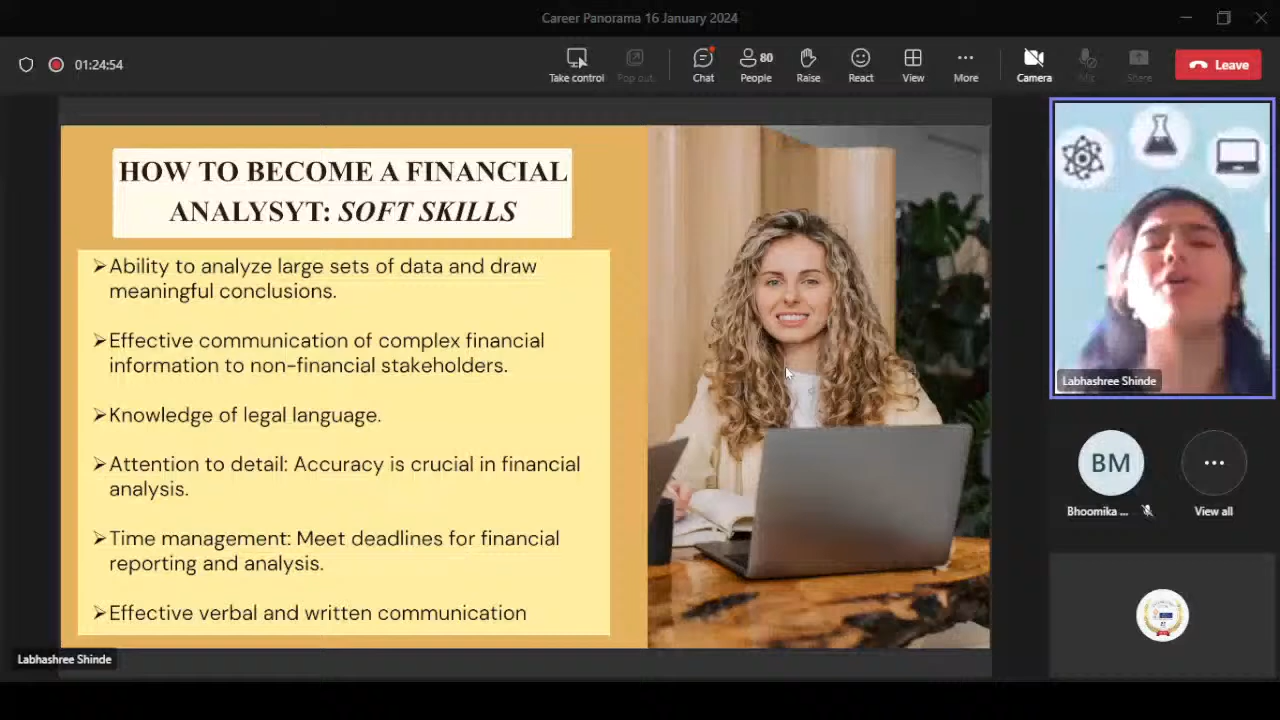 Career Panorama 16 January 2024
01:24:54
Take control
Pop out
Chat
People
80
Raise
React
View
More
Camera
Mic
Share
Leave
HOW TO BECOME A FINANCIAL
ANALYSYT: SOFT SKILLS
➢Ability to analyze large sets of data and draw
meaningful conclusions.
➢Effective communication of complex financial
information to non-financial stakeholders.
➢Knowledge of legal language.
➢Attention to detail: Accuracy is crucial in financial
analysis.
➢Time management: Meet deadlines for financial
reporting and analysis.
➢Effective verbal and written communication
Labhashree Shinde
Labhashree Shinde
BM
Bhoomika ...
View all